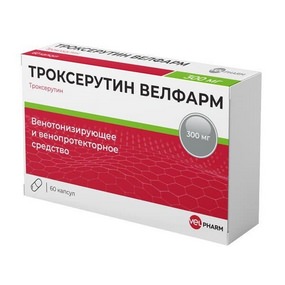 ТРОКСЕРУТИН ВЕЛФАРМ
300 мг
Троксерутин
Венотонизирующее
и венопротекторное
средство
300 мг
60 капсул
VELPHARM